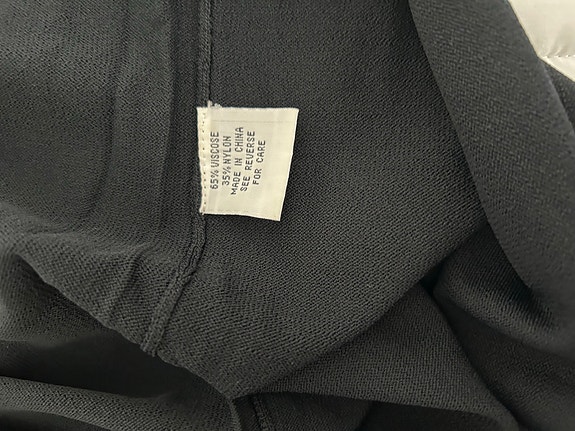 65% VISCOSE
35% NYLON
MADE IN CHINA
SEE REVERSE
FOR CARE